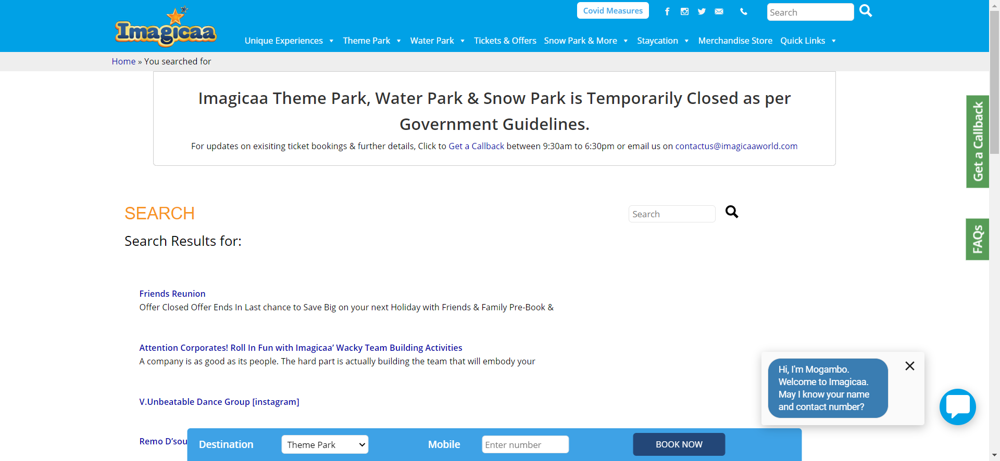 Imagicaa
Covid Measures
Search
Unique Experiences Theme Park Water Park Tickets & Offers Snow Park & More Staycation Merchandise Store Quick Links
Home » You searched for
Imagicaa Theme Park, Water Park & Snow Park is Temporarily Closed as per
Government Guidelines.
For updates on exisiting ticket bookings & further details, Click to Get a Callback between 9:30am to 6:30pm or email us on contactus@imagicaaworld.com
Get a Callback
FAQs
SEARCH
Search
Search Results for:
Friends Reunion
Offer Closed Offer Ends In Last chance to Save Big on your next Holiday with Friends & Family Pre-Book &
Attention Corporates! Roll In Fun with Imagicaa’ Wacky Team Building Activities
A company is as good as its people. The hard part is actually building the team that will embody your
V.Unbeatable Dance Group [instagram]
Remo D’sou
Hi, I'm Mogambo.
Welcome to Imagicaa.
May I know your name
and contact number?
Destination Theme Park Mobile Enter number BOOK NOW